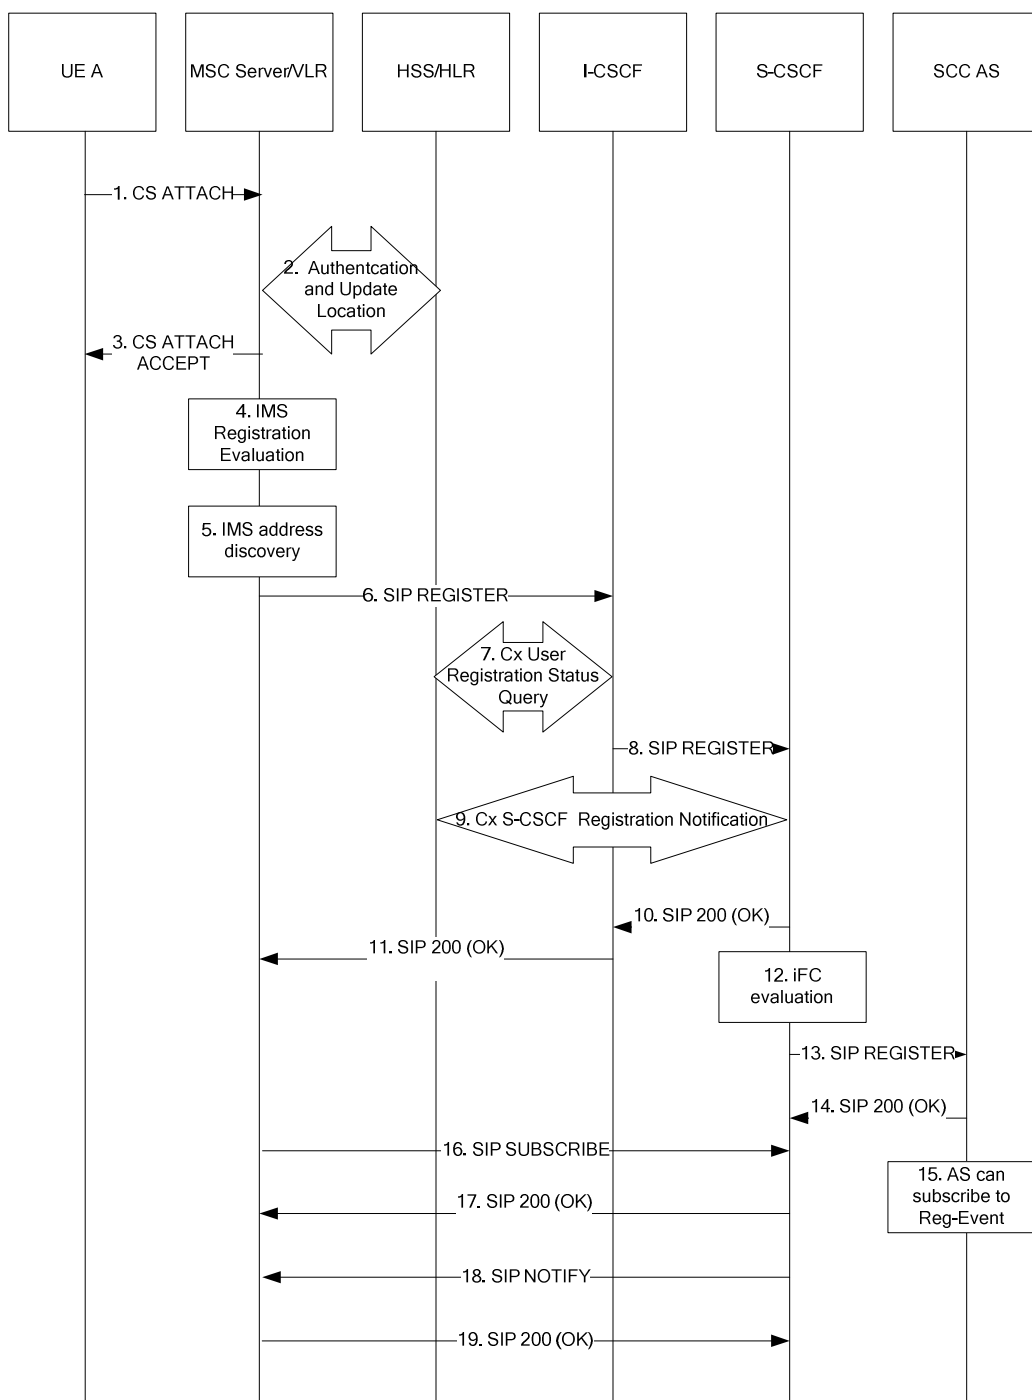 UE A
MSC Server/VLR
HSS/HLR
I-CSCF
S-CSCF
SCC AS
1. CS ATTACH
2. Authentcation
and Update
Location
3. CS ATTACH
ACCEPT
4. IMS
Registration
Evaluation
5. IMS address
discovery
6. SIP REGISTER
7. Cx User
Registration Status
Query
8. SIP REGISTER
9. Cx S-CSCF Registration Notification
10. SIP 200 (OK)
11. SIP 200 (OK)
12. iFC
evaluation
13. SIP REGISTER
14. SIP 200 (OK)
16. SIP SUBSCRIBE
15. AS can
subscribe to
Reg-Event
17. SIP 200 (OK)
18. SIP NOTIFY
19. SIP 200 (OK)